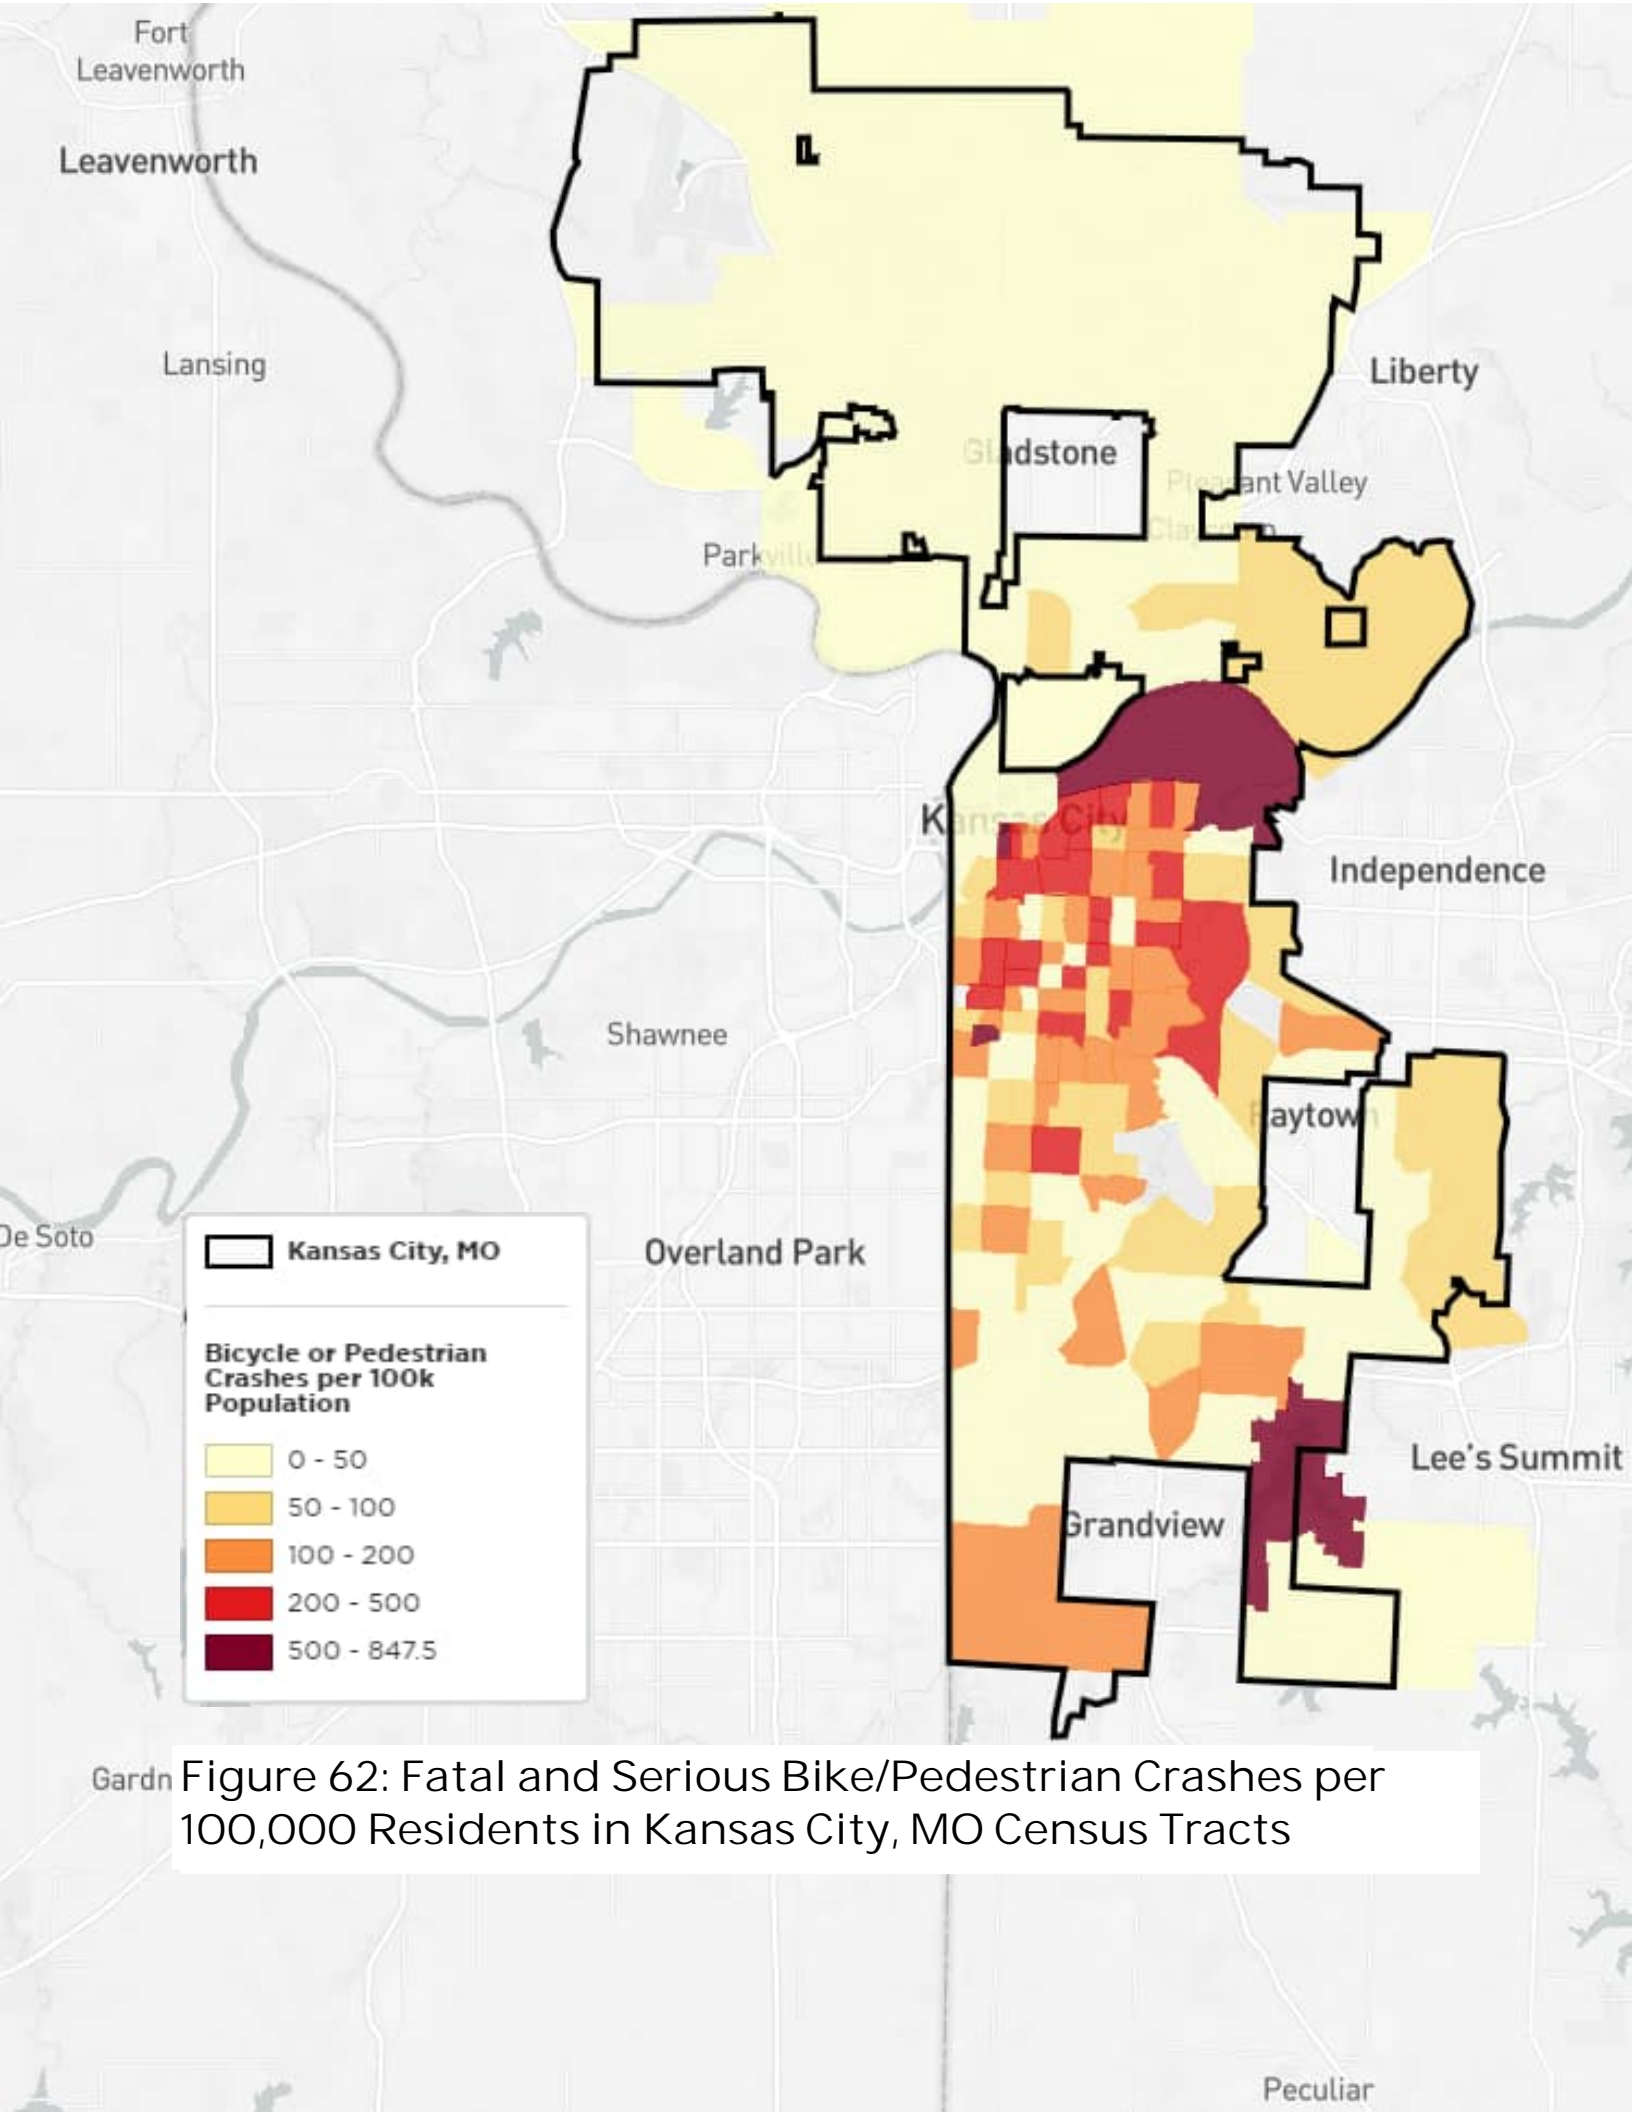 Fort
Leavenworth
Leavenworth
Lansing
Liberty
Gladstone
Pleasant Valley
Claycomo
Parkville
Kansas City
Independence
Shawnee
Raytown
De Soto
Overland Park
Kansas City, MO
Bicycle or Pedestrian
Crashes per 100k
Population
0 - 50
50 - 100
100 - 200
200 - 500
500 - 847.5
Lee's Summit
Grandview
Gardn
Figure 62: Fatal and Serious Bike/Pedestrian Crashes per
100,000 Residents in Kansas City, MO Census Tracts
Peculiar